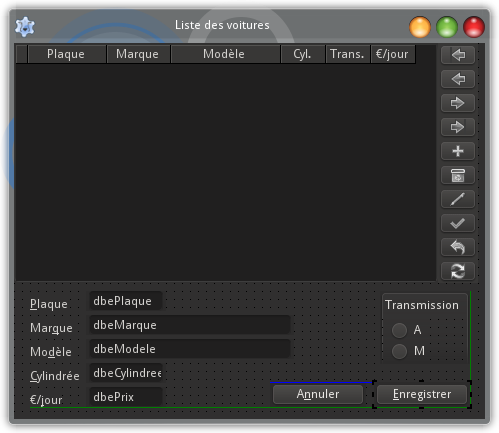 Liste des voitures
Plaque Marque Modèle Cyl. Trans. €/jour
Plaque dbePlaque
Marque dbeMarque
Modèle dbeModele
Cylindrée dbeCylindree
€/jour dbePrix
Transmission
A
M
Annuler Enregistrer